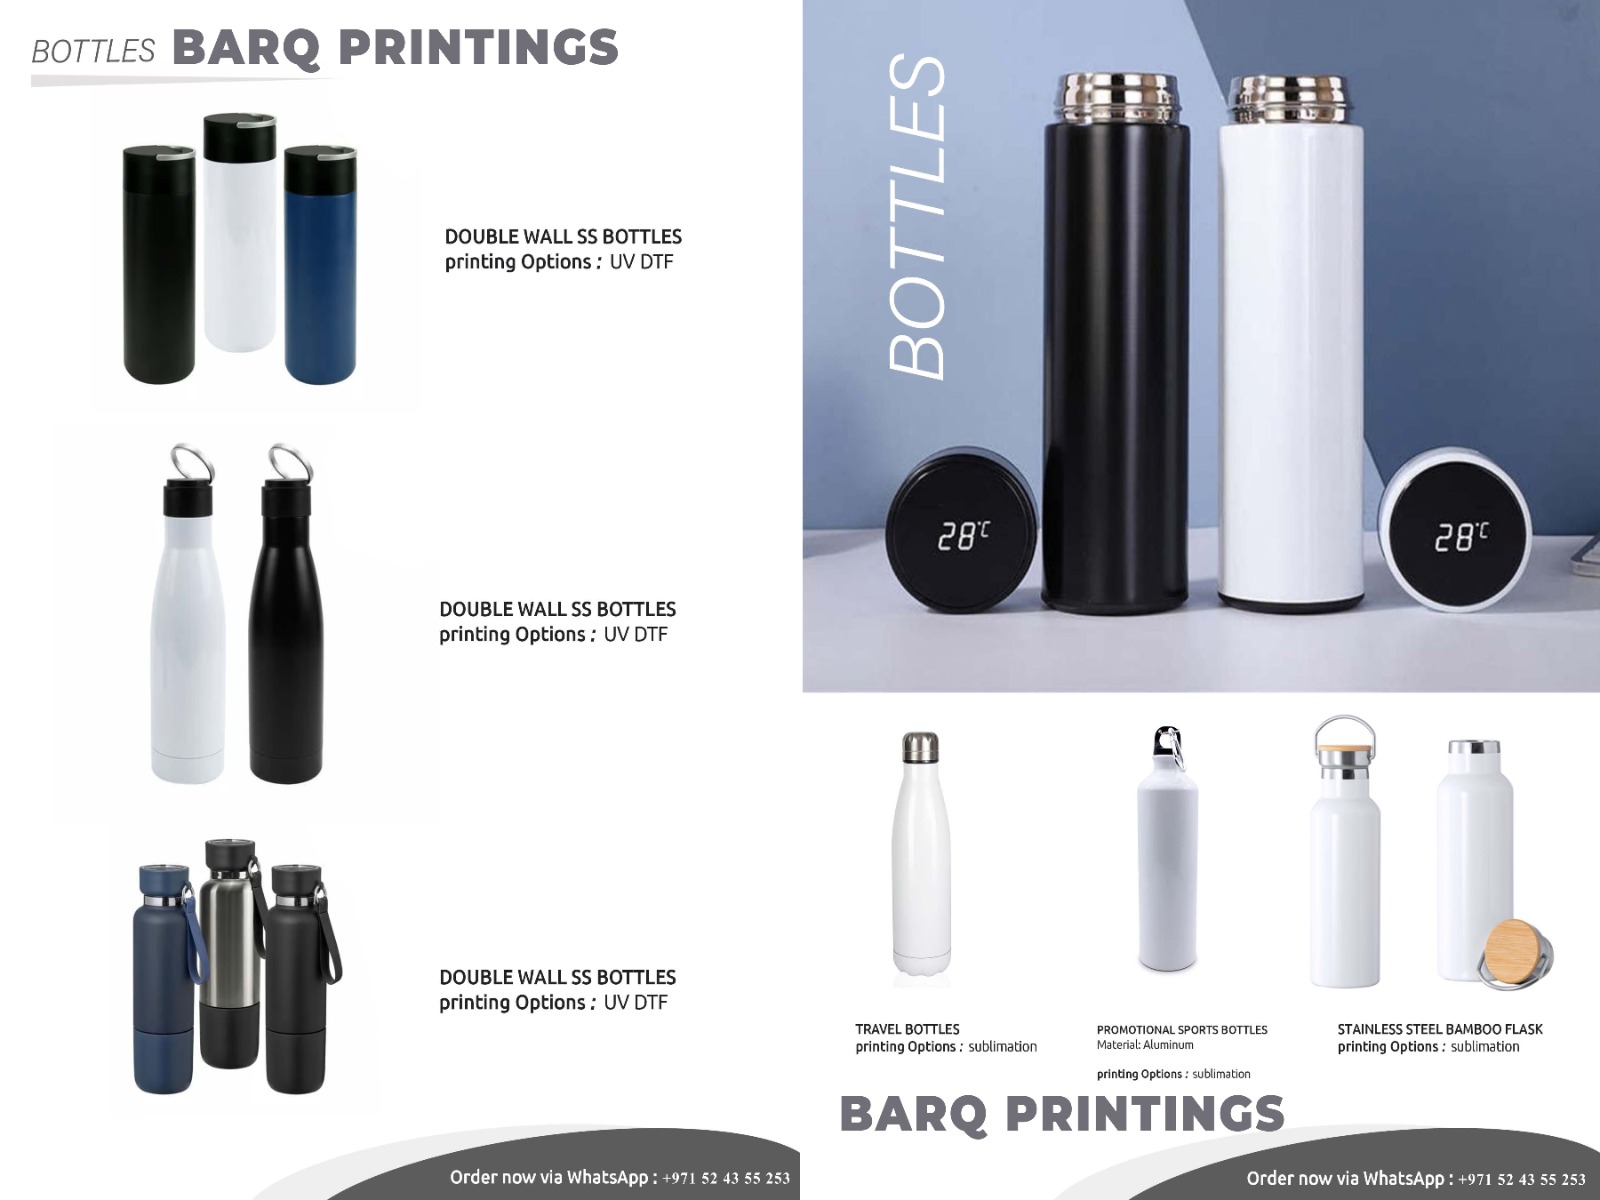 BOTTLES BARQ PRINTINGS
DOUBLE WALL SS BOTTLES
printing Options : UV DTF
DOUBLE WALL SS BOTTLES
printing Options : UV DTF
DOUBLE WALL SS BOTTLES
printing Options : UV DTF
Order now via WhatsApp : +971 52 43 55 253
BOTTLES
28°C
28°C
TRAVEL BOTTLES
printing Options : sublimation
PROMOTIONAL SPORTS BOTTLES
Material: Aluminum
printing Options : sublimation
STAINLESS STEEL BAMBOO FLASK
printing Options : sublimation
BARQ PRINTINGS
Order now via WhatsApp : +971 52 43 55 253